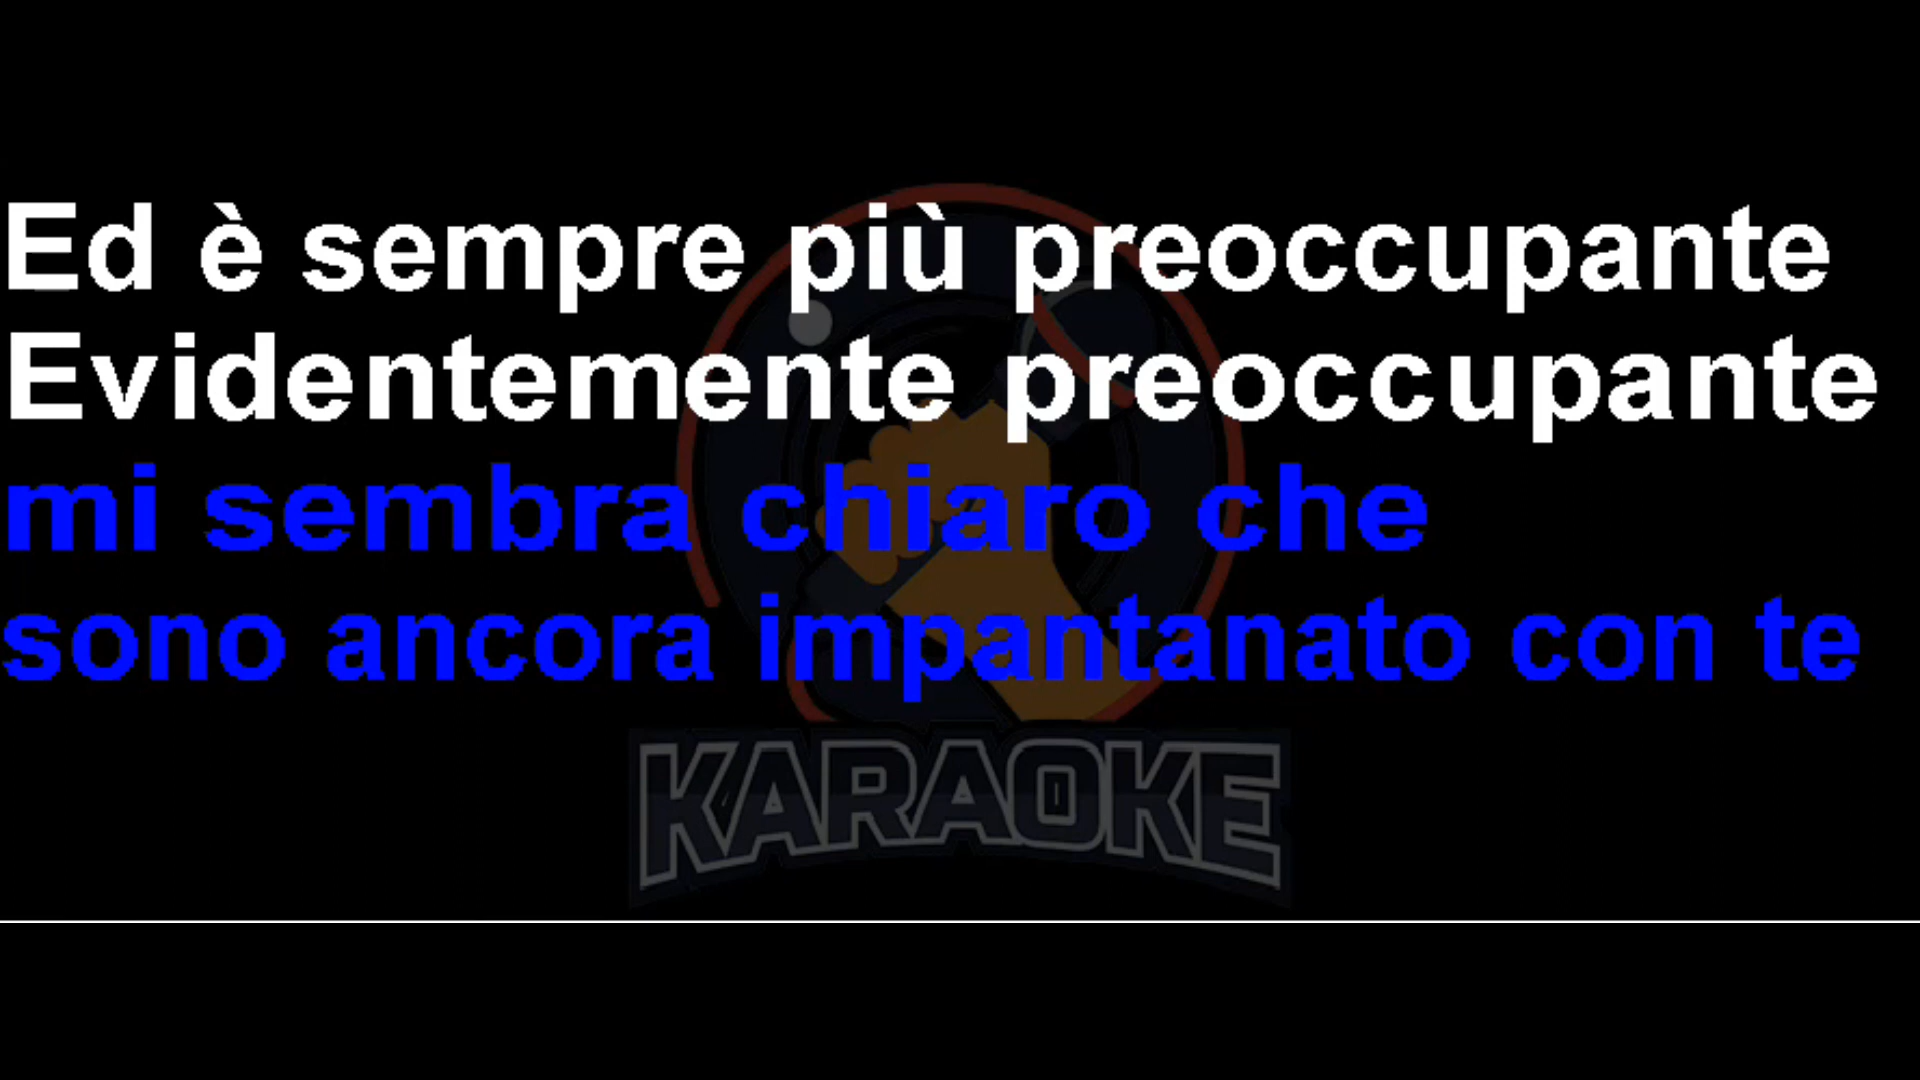 Ed è sempre più preoccupante
Evidentemente preoccupante
mi sembra chiaro che
sono ancora impantanato con te
KARAOKE